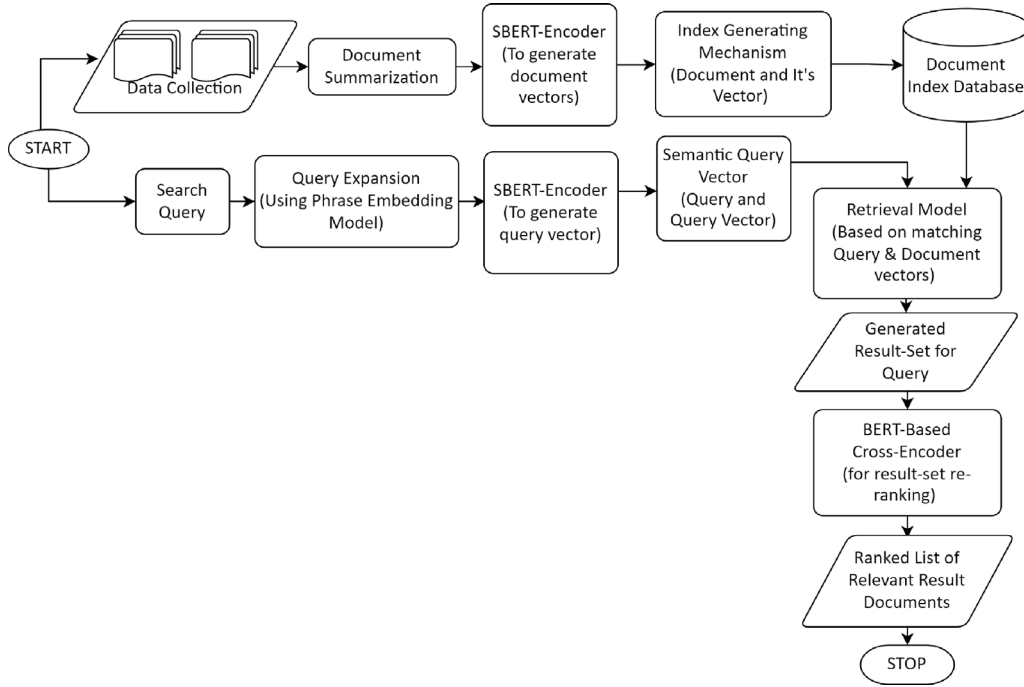 START
Data Collection
Document
Summarization
SBERT-Encoder
(To generate
document
vectors)
Index Generating
Mechanism
(Document and It's
Vector)
Document
Index Database
Search
Query
Query Expansion
(Using Phrase Embedding
Model)
SBERT-Encoder
(To generate
query vector)
Semantic Query
Vector
(Query and
Query Vector)
Retrieval Model
(Based on matching
Query & Document
vectors)
Generated
Result-Set for
Query
BERT-Based
Cross-Encoder
(for result-set re-
ranking)
Ranked List of
Relevant Result
Documents
STOP